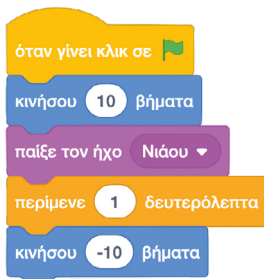 όταν γίνει κλικ σε
κινήσου 10 βήματα
παίξε τον ήχο Νιάου
περίμενε 1 δευτερόλεπτα
κινήσου -10 βήματα